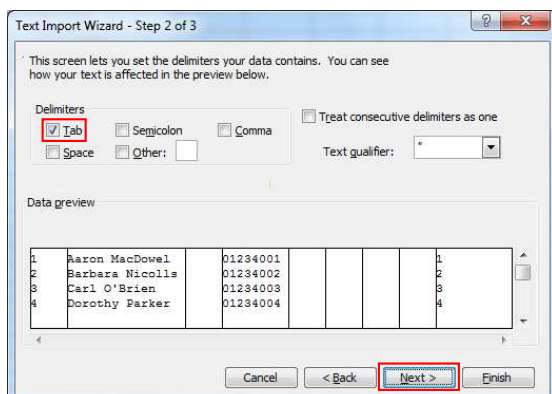 Text Import Wizard - Step 2 of 3
This screen lets you set the delimiters your data contains. You can see
how your text is affected in the preview below.
Delimiters
Tab Semicolon Comma
Space Other:
Treat consecutive delimiters as one
Text qualifier: "
Data preview
1 Aaron MacDowel 01234001 1
2 Barbara Nicolls 01234002 2
3 Carl O'Brien 01234003 3
4 Dorothy Parker 01234004 4
Cancel < Back Next > Finish